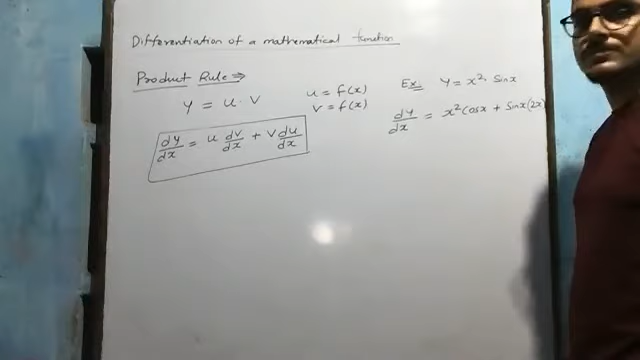 Differentiation of a mathematical function
Product Rule ⇒
y = u . v
u = f(x)
v = f(x)
dy/dx = u dv/dx + v du/dx
Ex: y = x². sinx
dy/dx = x² cosx + sinx(2x)